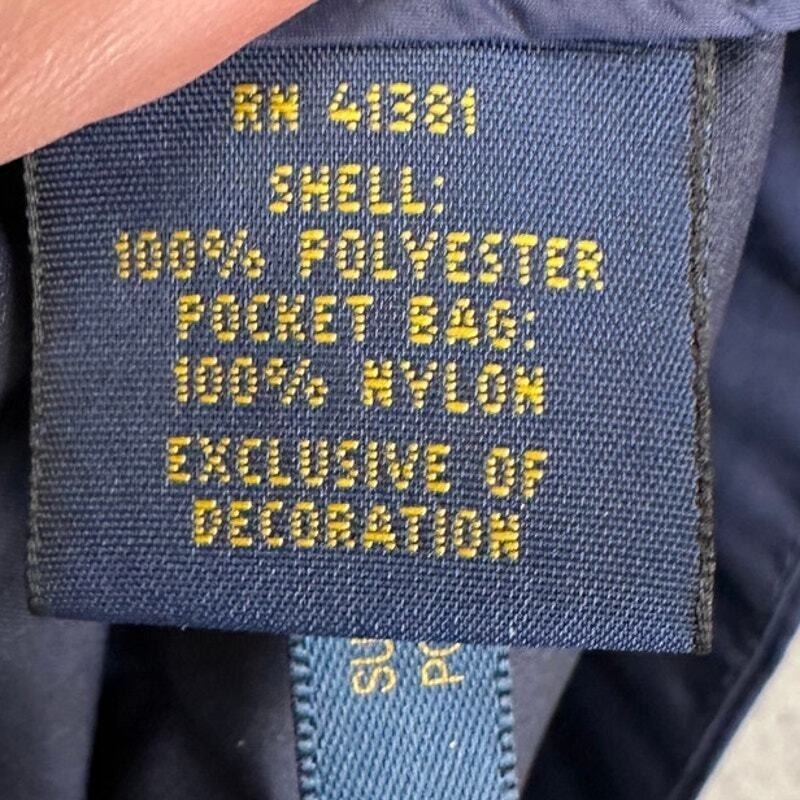 RN 41381
SHELL:
100% POLYESTER
POCKET BAG:
100% NYLON
EXCLUSIVE OF
DECORATION